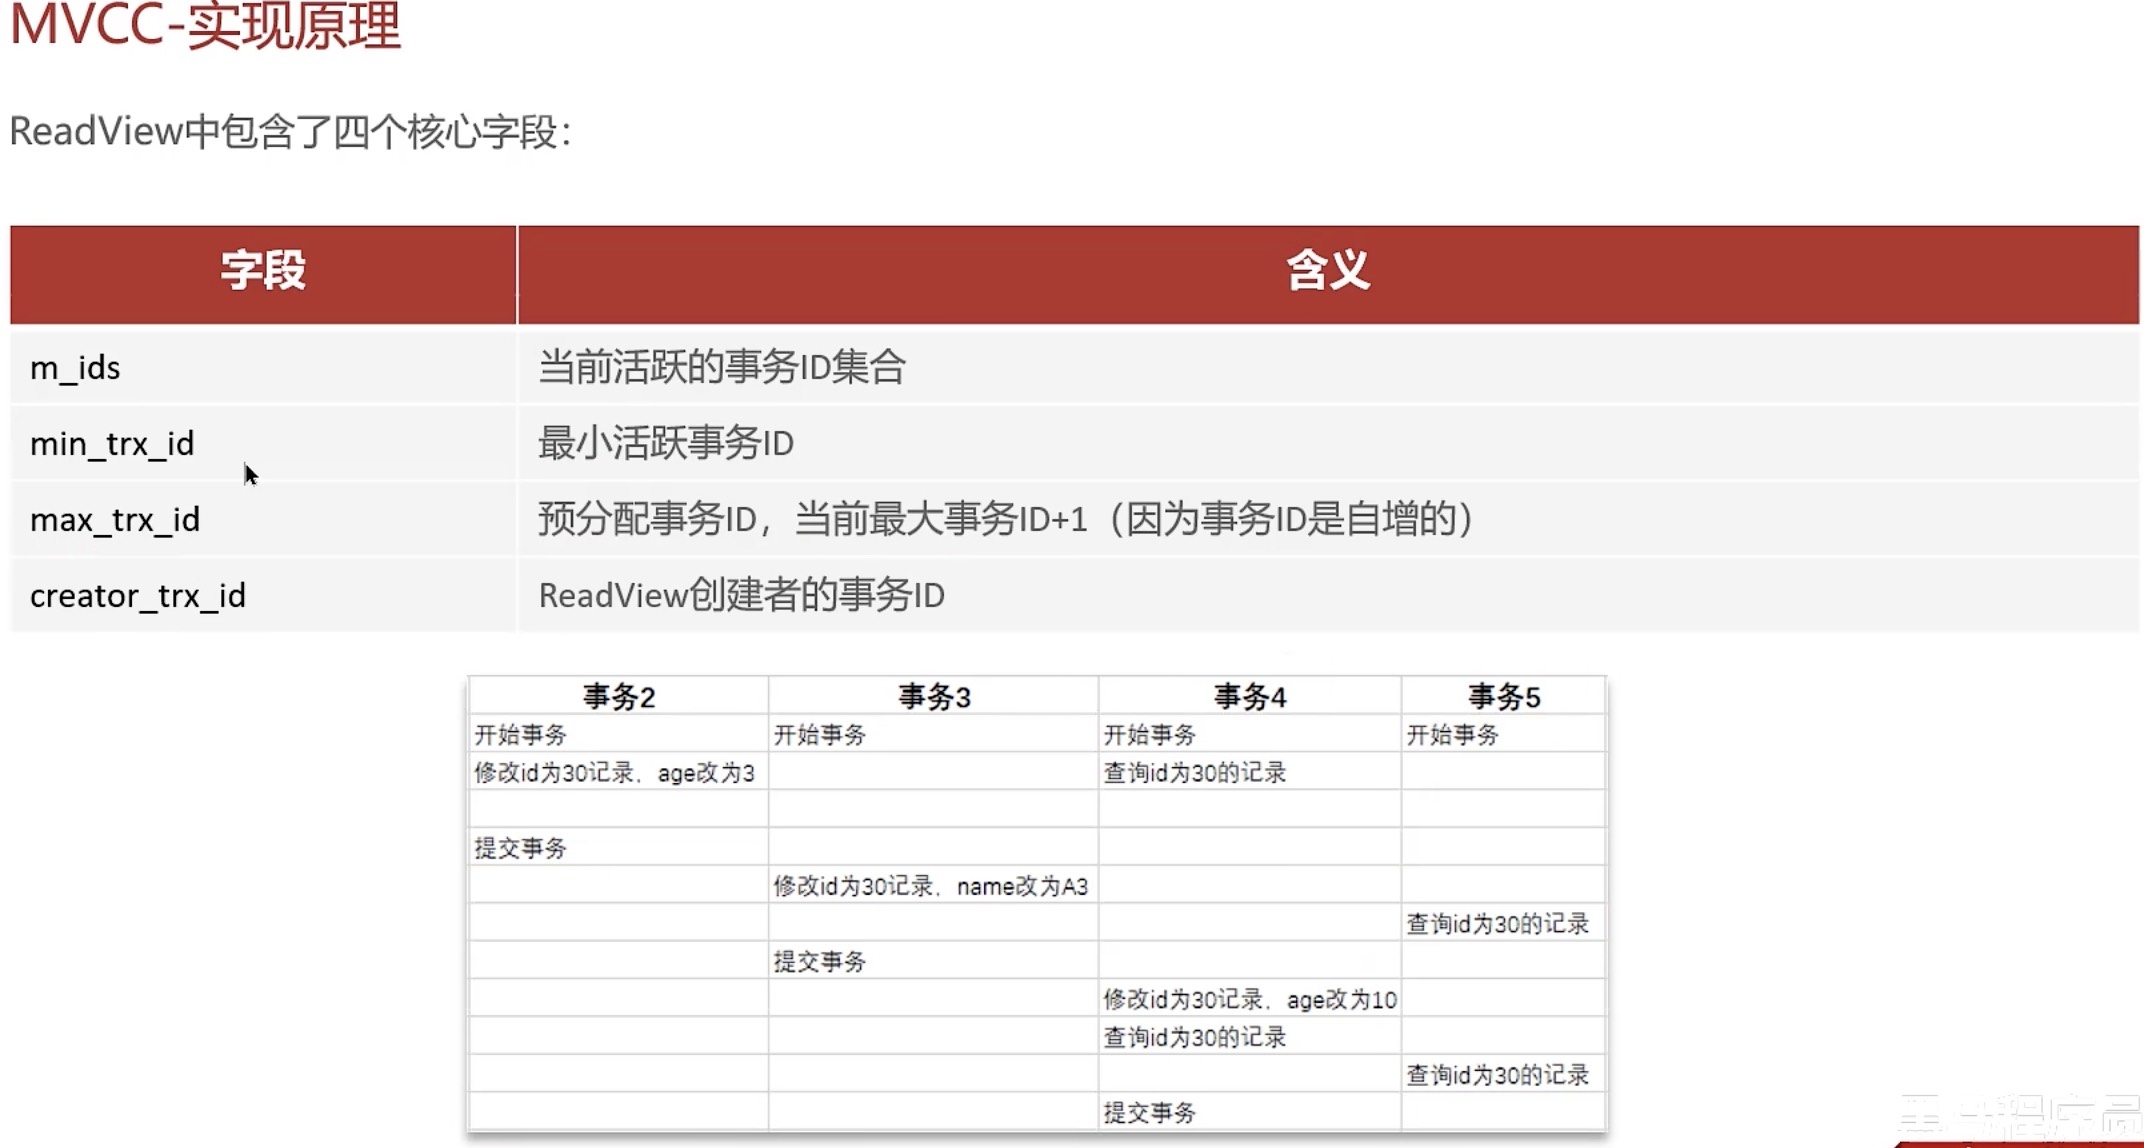 MVCC-实现原理
ReadView中包含了四个核心字段：
字段 含义
m_ids 当前活跃的事务ID集合
min_trx_id 最小活跃事务ID
max_trx_id 预分配事务ID，当前最大事务ID+1（因为事务ID是自增的）
creator_trx_id ReadView创建者的事务ID
事务2 事务3 事务4 事务5
开始事务 开始事务 开始事务 开始事务
修改id为30记录，age改为3 查询id为30的记录
提交事务
修改id为30记录，name改为A3
查询id为30的记录
提交事务
修改id为30记录，age改为10
查询id为30的记录
查询id为30的记录
提交事务